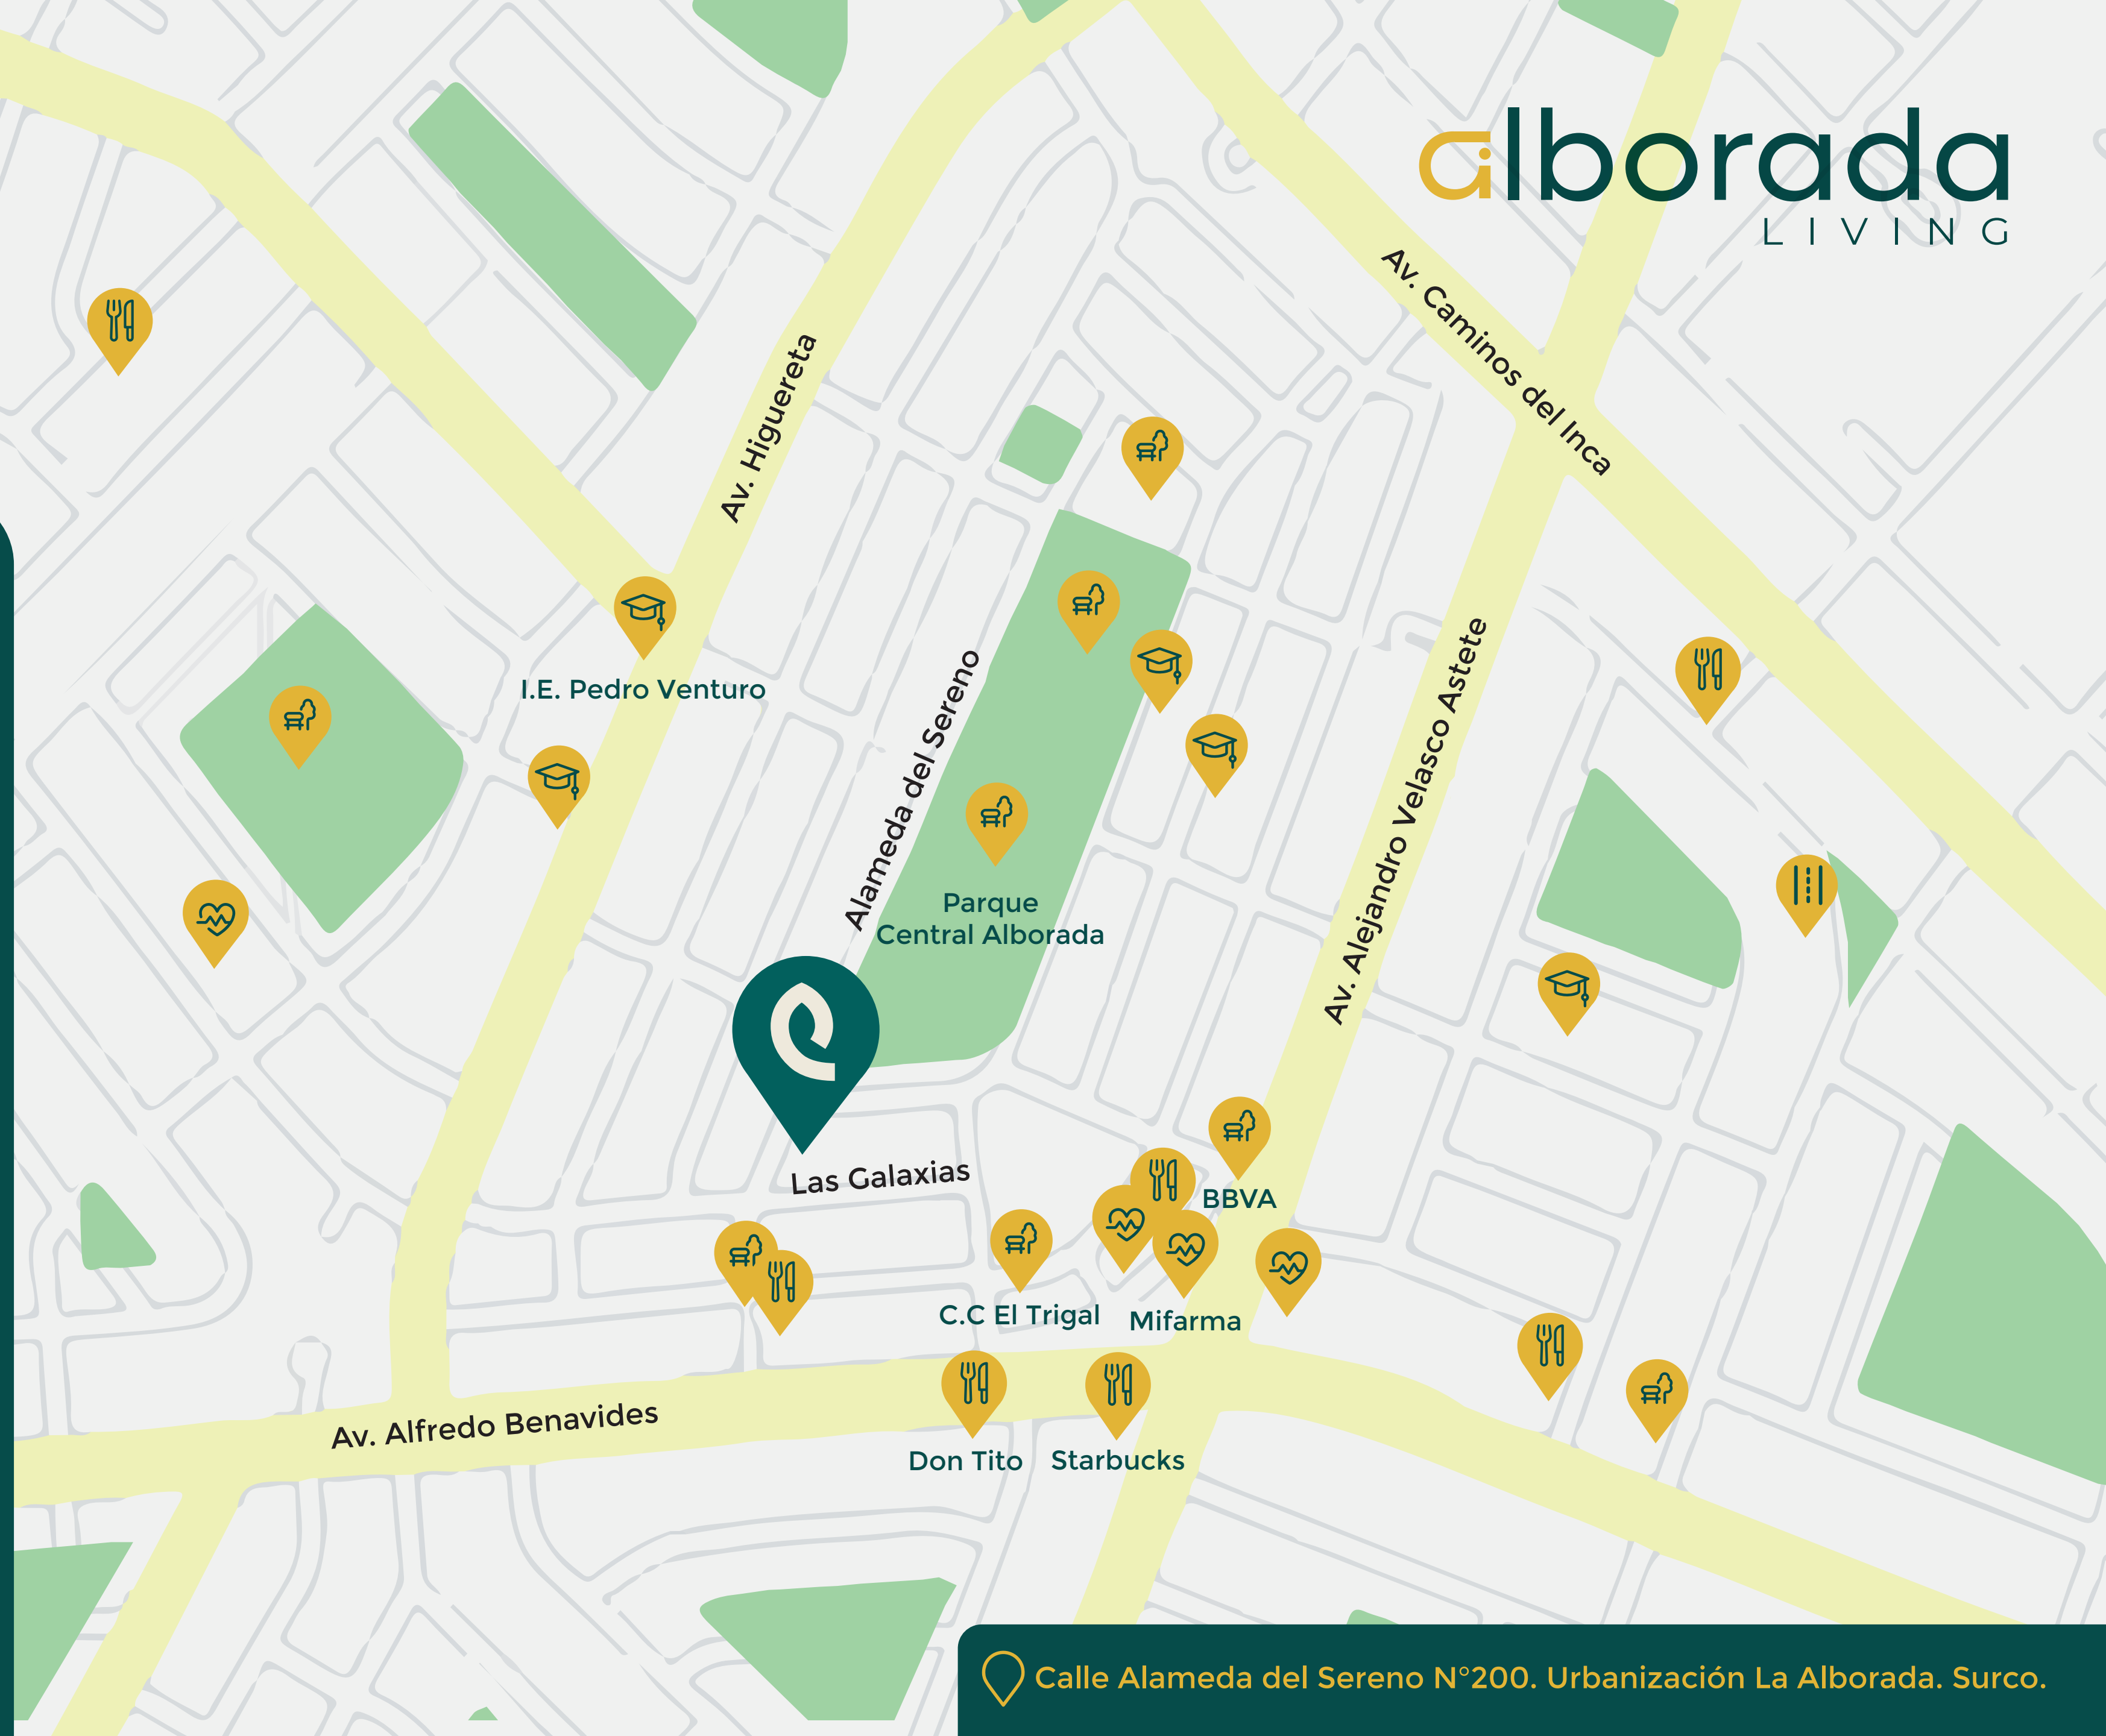 alborada
LIVING
Av. Caminos del Inca
Av. Higuereta
I.E. Pedro Venturo
Alameda del Sereno
Av. Alejandro Velasco Astete
Parque
Central Alborada
Las Galaxias
BBVA
C.C El Trigal
Mifarma
Av. Alfredo Benavides
Don Tito
Starbucks
Calle Alameda del Sereno N°200. Urbanización La Alborada. Surco.